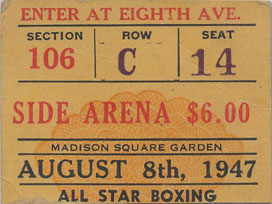 ENTER AT EIGHTH AVE.
SECTION ROW SEAT
106 C 14
SIDE ARENA $6.00
MADISON SQUARE GARDEN
AUGUST 8th, 1947
ALL STAR BOXING